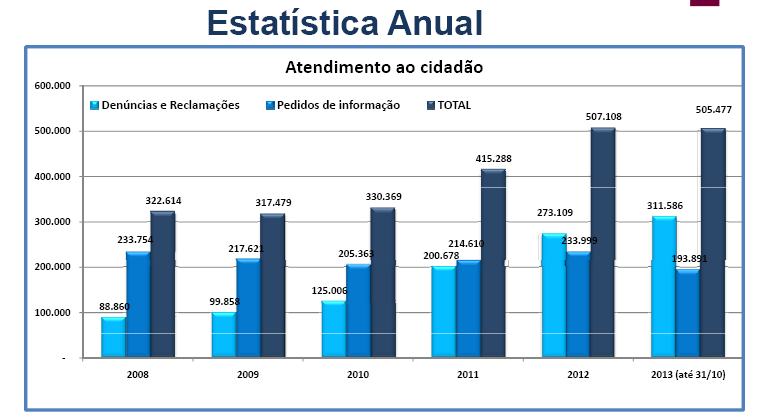 Estatística Anual
Atendimento ao cidadão
600.000
Denúncias e Reclamações Pedidos de informação TOTAL
500.000
400.000
300.000
200.000
100.000
-
88.860 233.754 322.614
99.858 217.621 317.479
125.006 205.363 330.369
200.678 214.610 415.288
273.109 233.999 507.108
311.586 193.891 505.477
2008 2009 2010 2011 2012 2013 (até 31/10)